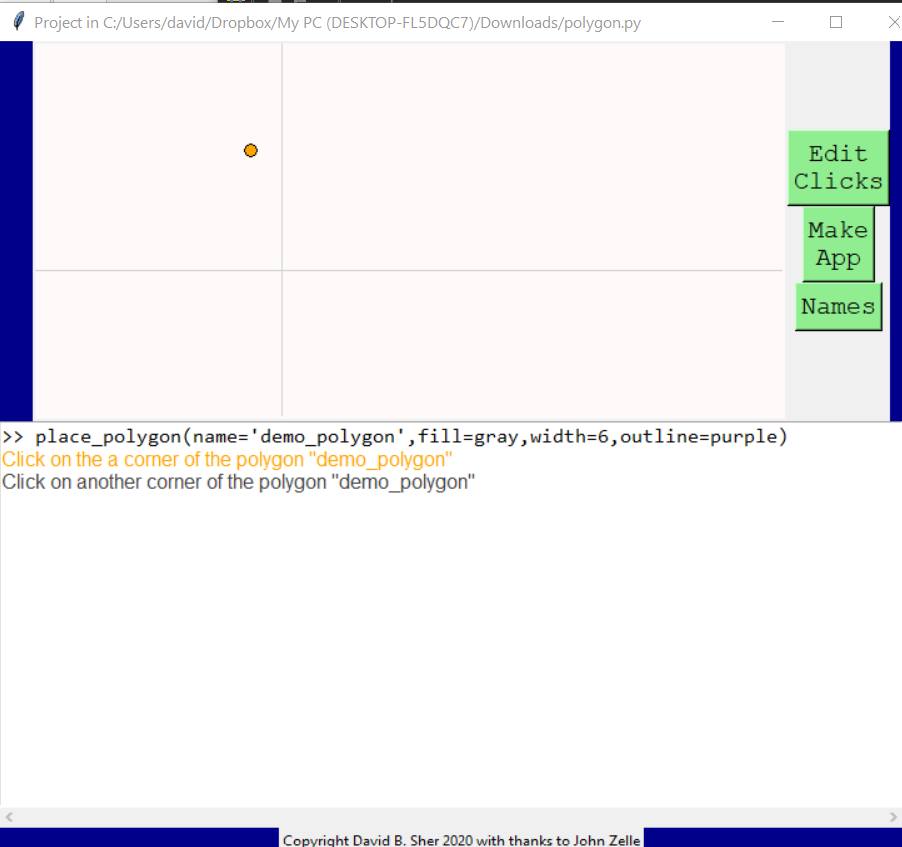 Project in C:/Users/david/Dropbox/My PC (DESKTOP-FL5DQC7)/Downloads/polygon.py
Edit
Clicks
Make
App
Names
>> place_polygon(name='demo_polygon',fill=gray,width=6,outline=purple)
Click on the a corner of the polygon "demo_polygon"
Click on another corner of the polygon "demo_polygon"
Copyright David B. Sher 2020 with thanks to John Zelle